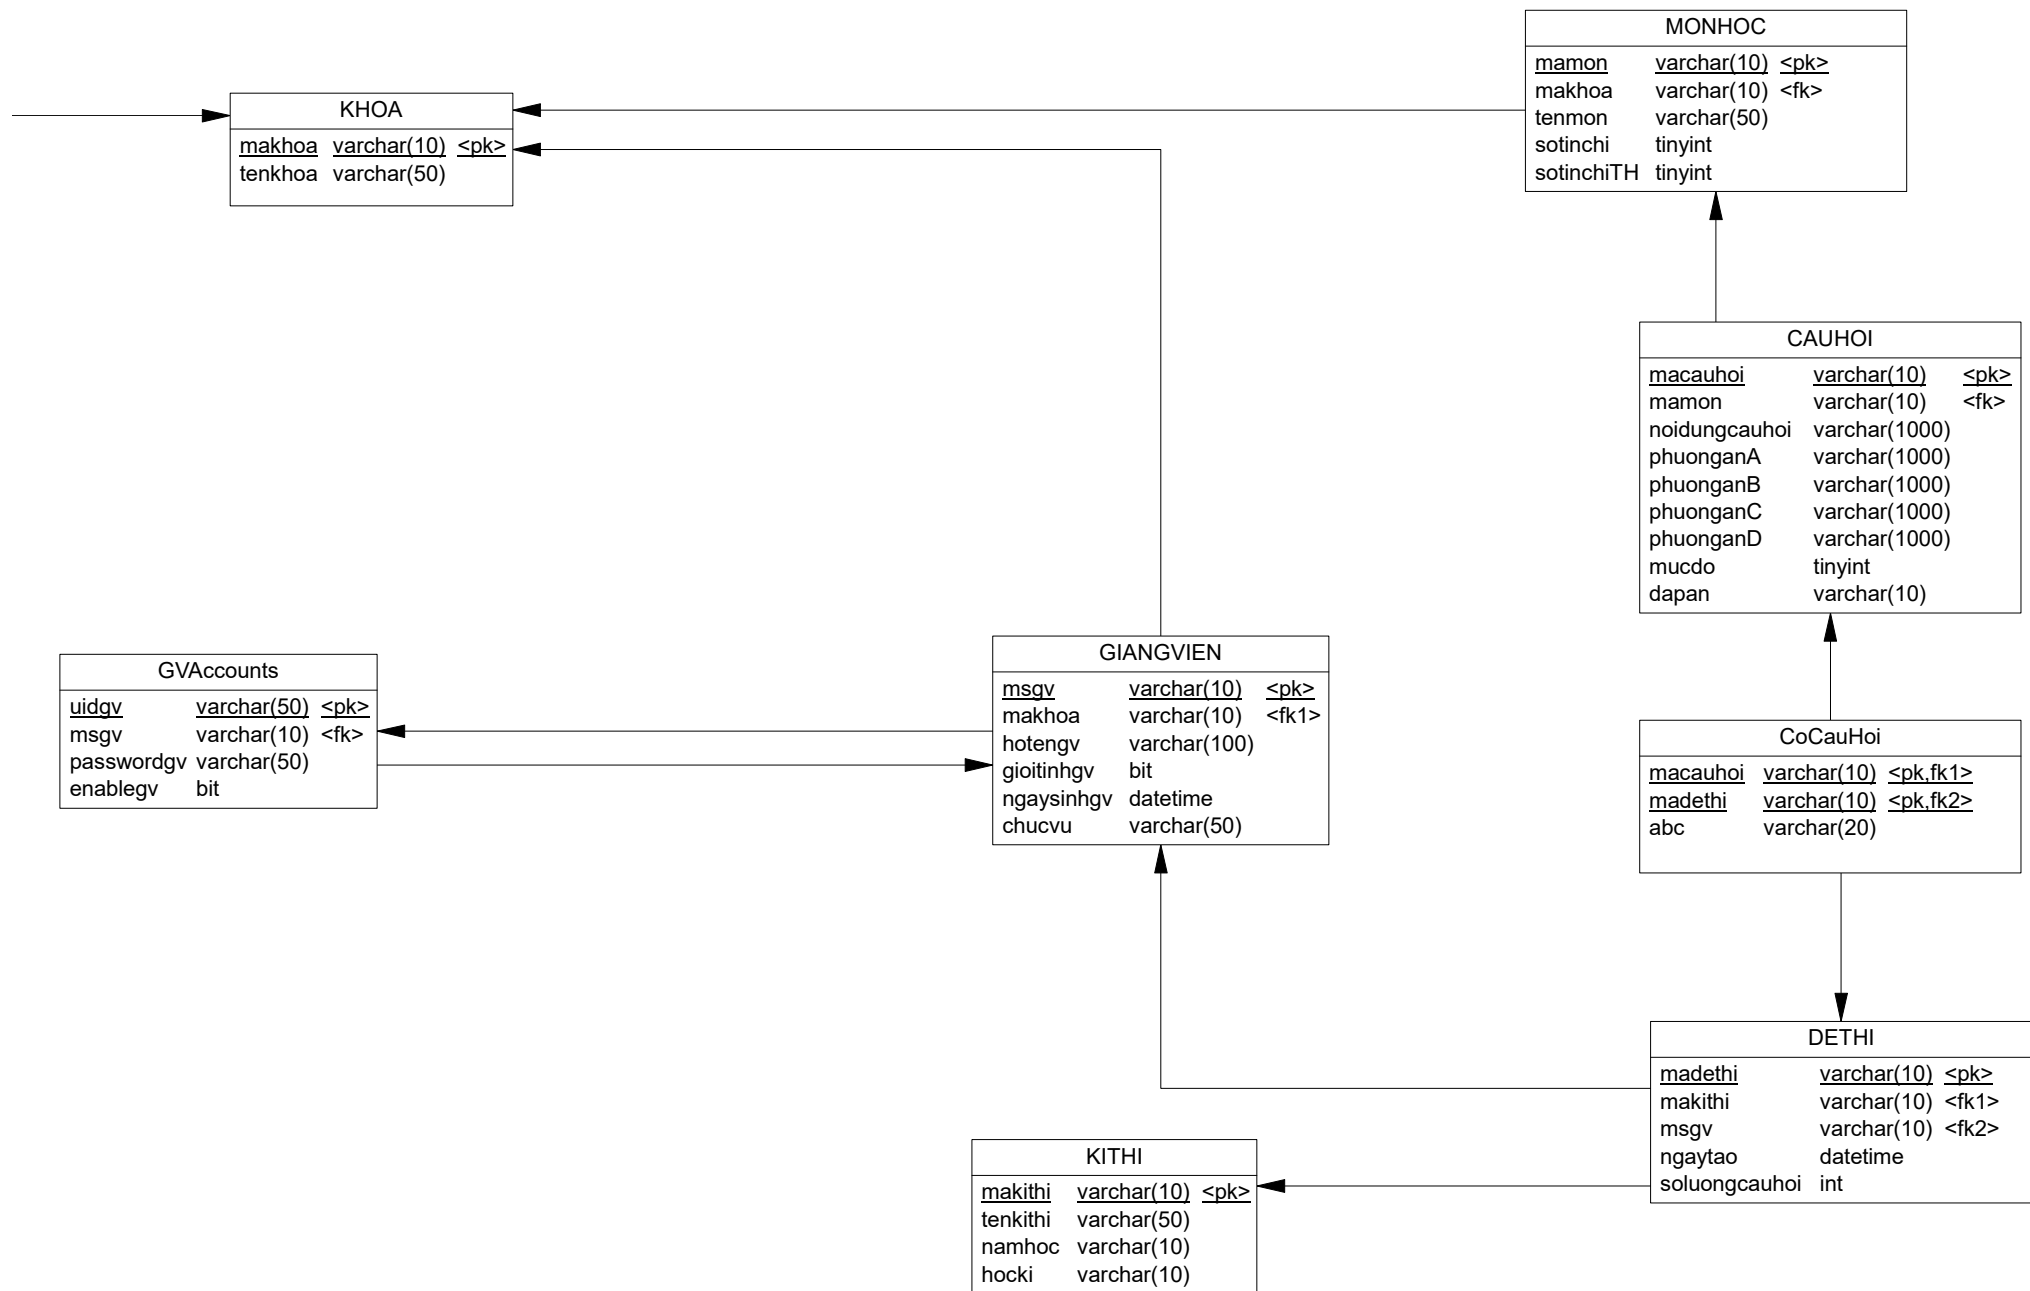 MONHOC
mamon varchar(10) <pk>
makhoa varchar(10) <fk>
tenmon varchar(50)
sotinchi tinyint
sotinchiTH tinyint
KHOA
makhoa varchar(10) <pk>
tenkhoa varchar(50)
CAUHOI
macauhoi varchar(10) <pk>
mamon varchar(10) <fk>
noidungcauhoi varchar(1000)
phuonganA varchar(1000)
phuonganB varchar(1000)
phuonganC varchar(1000)
phuonganD varchar(1000)
mucdo tinyint
dapan varchar(10)
GIANGVIEN
msgv varchar(10) <pk>
makhoa varchar(10) <fk1>
hotengv varchar(100)
gioitinhgv bit
ngaysinhgv datetime
chucvu varchar(50)
GVAccounts
uidgv varchar(50) <pk>
msgv varchar(10) <fk>
passwordgv varchar(50)
enablegv bit
CoCauHoi
macauhoi varchar(10) <pk,fk1>
madethi varchar(10) <pk,fk2>
abc varchar(20)
DETHI
madethi varchar(10) <pk>
makithi varchar(10) <fk1>
msgv varchar(10) <fk2>
ngaytao datetime
soluongcauhoi int
KITHI
makithi varchar(10) <pk>
tenkithi varchar(50)
namhoc varchar(10)
hocki varchar(10)